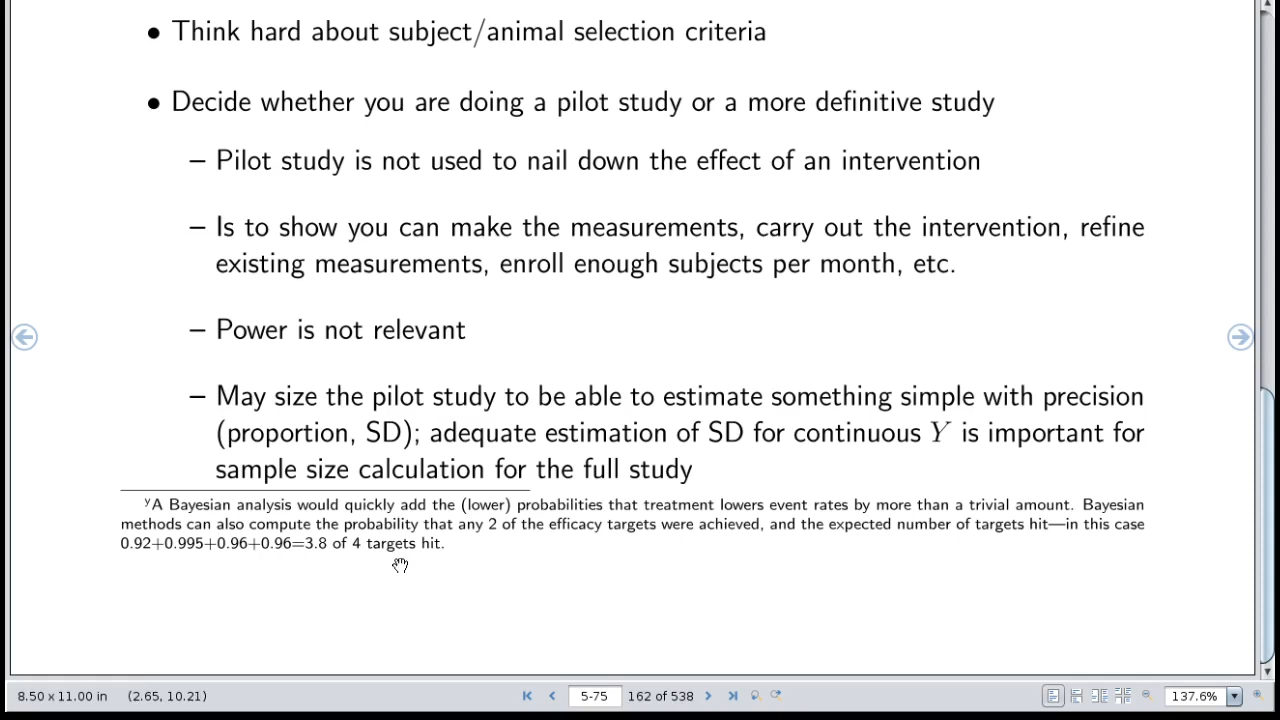 • Think hard about subject/animal selection criteria
• Decide whether you are doing a pilot study or a more definitive study
– Pilot study is not used to nail down the effect of an intervention
– Is to show you can make the measurements, carry out the intervention, refine
existing measurements, enroll enough subjects per month, etc.
– Power is not relevant
– May size the pilot study to be able to estimate something simple with precision
(proportion, SD); adequate estimation of SD for continuous Y is important for
sample size calculation for the full study
yA Bayesian analysis would quickly add the (lower) probabilities that treatment lowers event rates by more than a trivial amount. Bayesian
methods can also compute the probability that any 2 of the efficacy targets were achieved, and the expected number of targets hit—in this case
0.92+0.995+0.96+0.96=3.8 of 4 targets hit.
8.50 x 11.00 in (2.65, 10.21) 5-75 162 of 538 137.6%